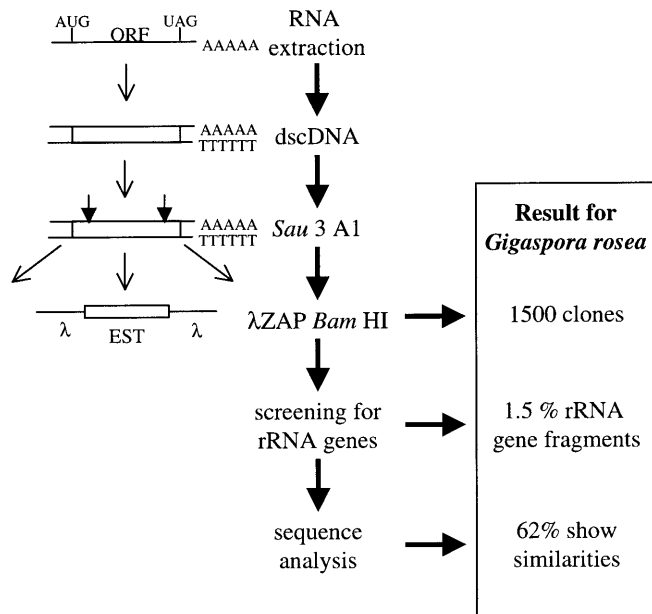 AUG
ORF
UAG
AAAAA
RNA
extraction
AAAAA
TTTTTT
dscDNA
AAAAA
TTTTTT
Sau 3 A1
λ
EST
λ
λZAP Bam HI
screening for
rRNA genes
sequence
analysis
Result for
Gigaspora rosea
1500 clones
1.5 % rRNA
gene fragments
62% show
similarities